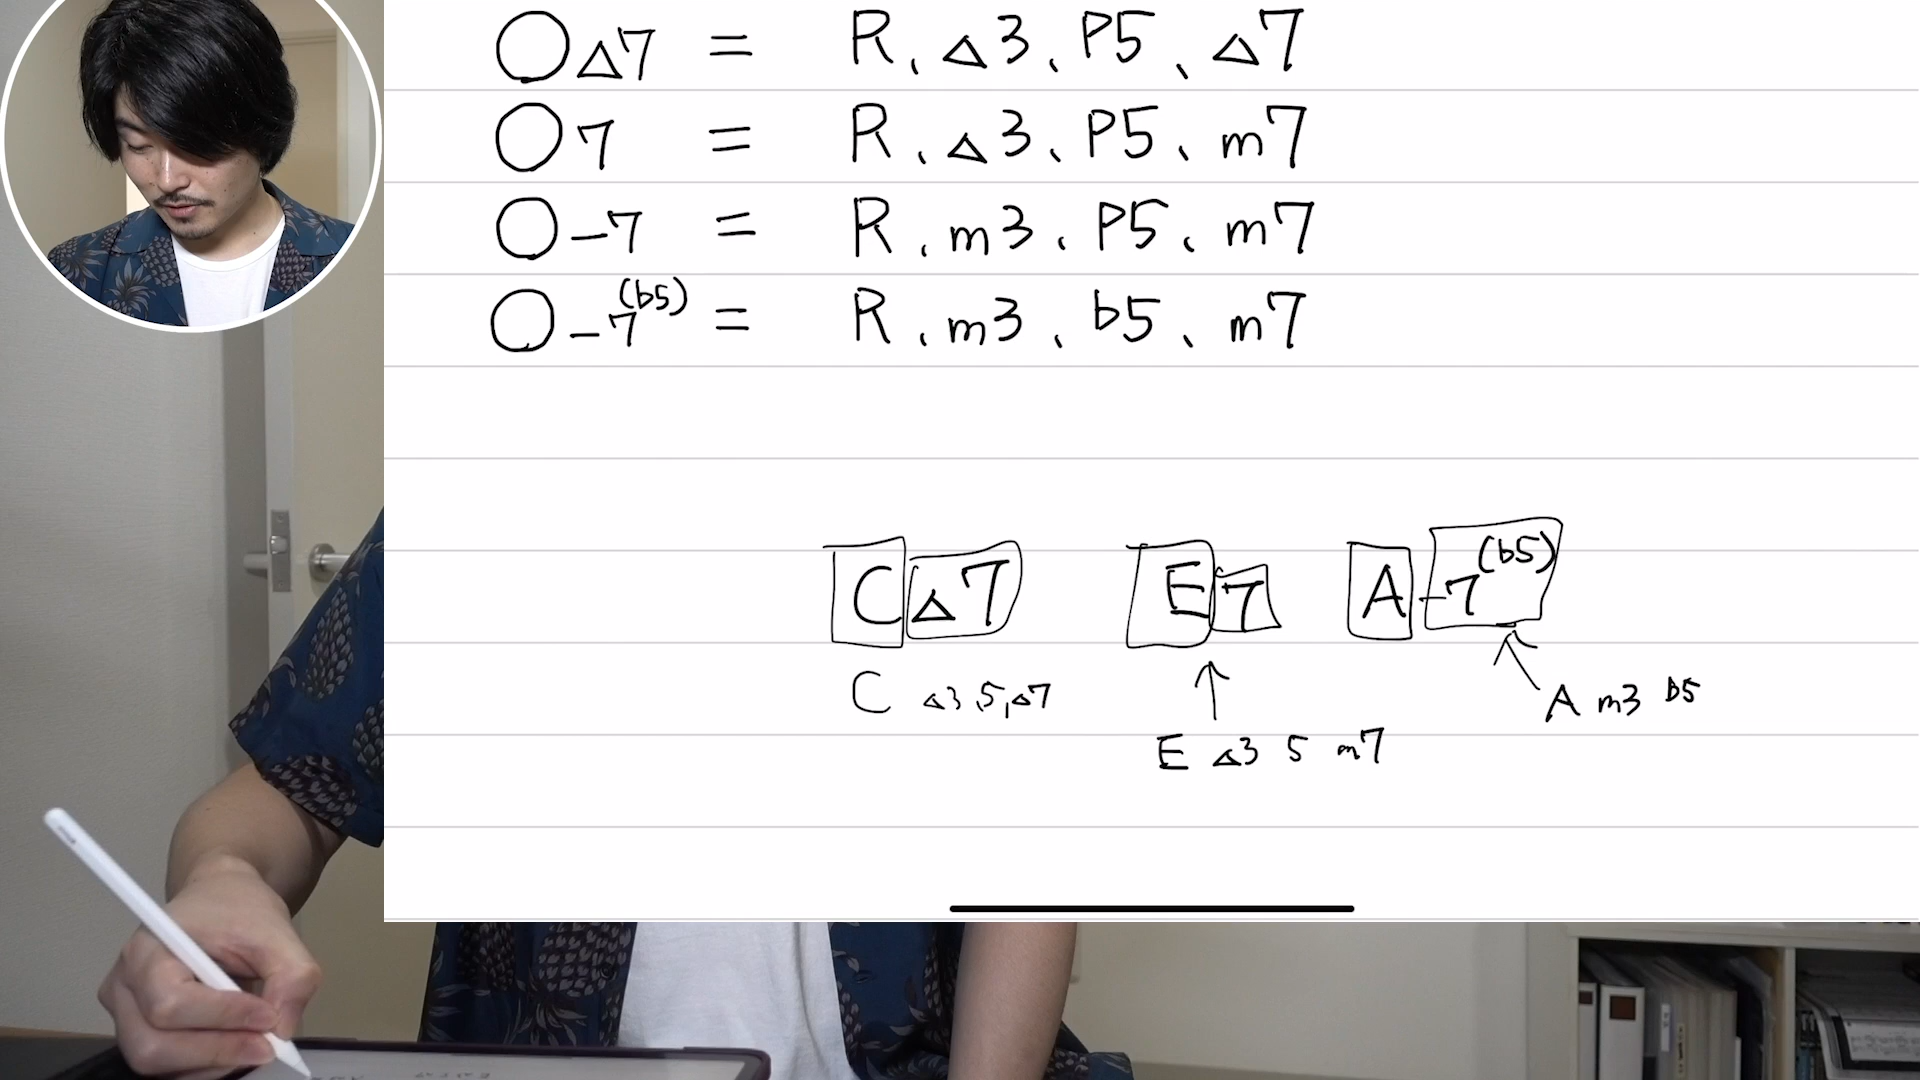 ○△7 = R、△3、P5、△7
○7 = R、△3、P5、m7
○-7 = R、m3、P5、m7
○-7(b5) = R、m3、b5、m7
C△7 E7 A-7(b5)
C △3,5,△7
A m3 b5
E △3 5 m7